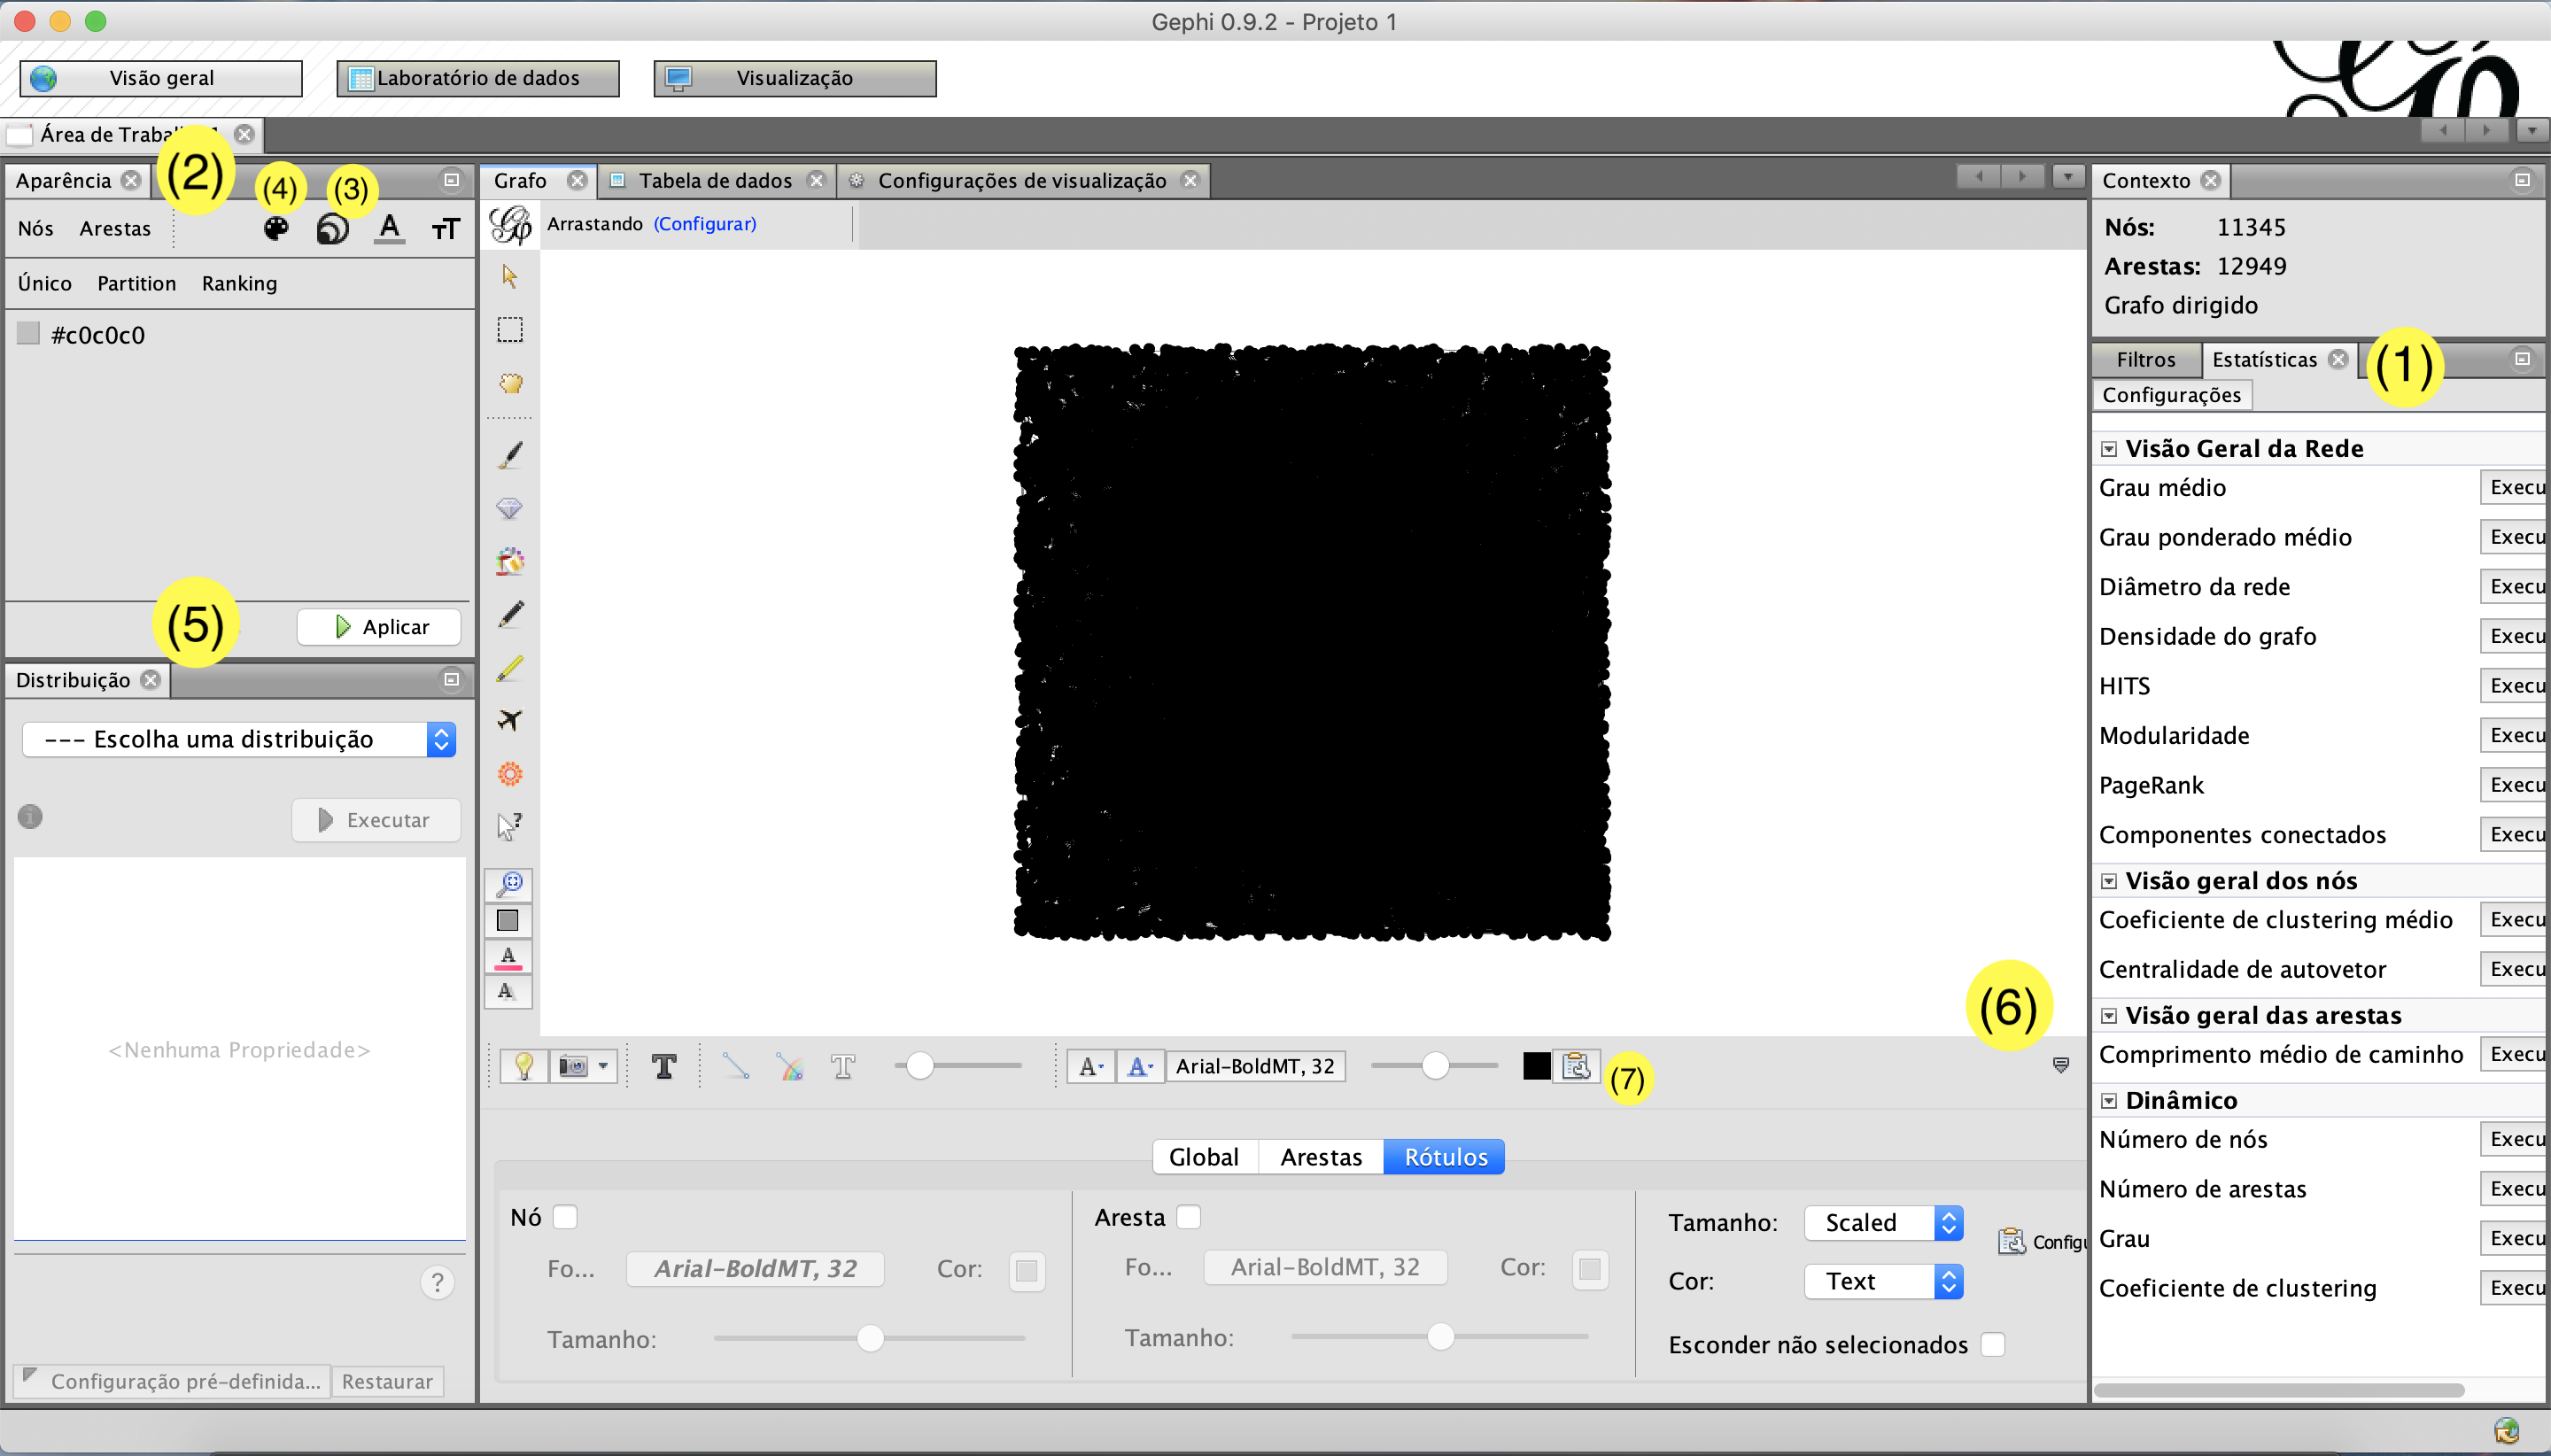 Gephi 0.9.2 - Projeto 1
Visão geral
Laboratório de dados
Visualização
Área de Trabal
(2)
Aparência
(4)
(3)
Nós
Arestas
Único
Partition
Ranking
#c0c0c0
(5)
Aplicar
Distribuição
--- Escolha uma distribuição
Executar
<Nenhuma Propriedade>
?
Configuração pré-definida...
Restaurar
Grafo
Tabela de dados
Configurações de visualização
Arrastando (Configurar)
(6)
Arial-BoldMT, 32
(7)
Global
Arestas
Rótulos
Nó
Fo...
Arial-BoldMT, 32
Cor:
Tamanho:
Aresta
Fo...
Arial-BoldMT, 32
Cor:
Tamanho:
Tamanho:
Scaled
Cor:
Text
Configu
Esconder não selecionados
Contexto
Nós: 11345
Arestas: 12949
Grafo dirigido
Filtros
Estatísticas
(1)
Configurações
Visão Geral da Rede
Grau médio Execu
Grau ponderado médio Execu
Diâmetro da rede Execu
Densidade do grafo Execu
HITS Execu
Modularidade Execu
PageRank Execu
Componentes conectados Execu
Visão geral dos nós
Coeficiente de clustering médio Execu
Centralidade de autovetor Execu
Visão geral das arestas
Comprimento médio de caminho Execu
Dinâmico
Número de nós Execu
Número de arestas Execu
Grau Execu
Coeficiente de clustering Execu